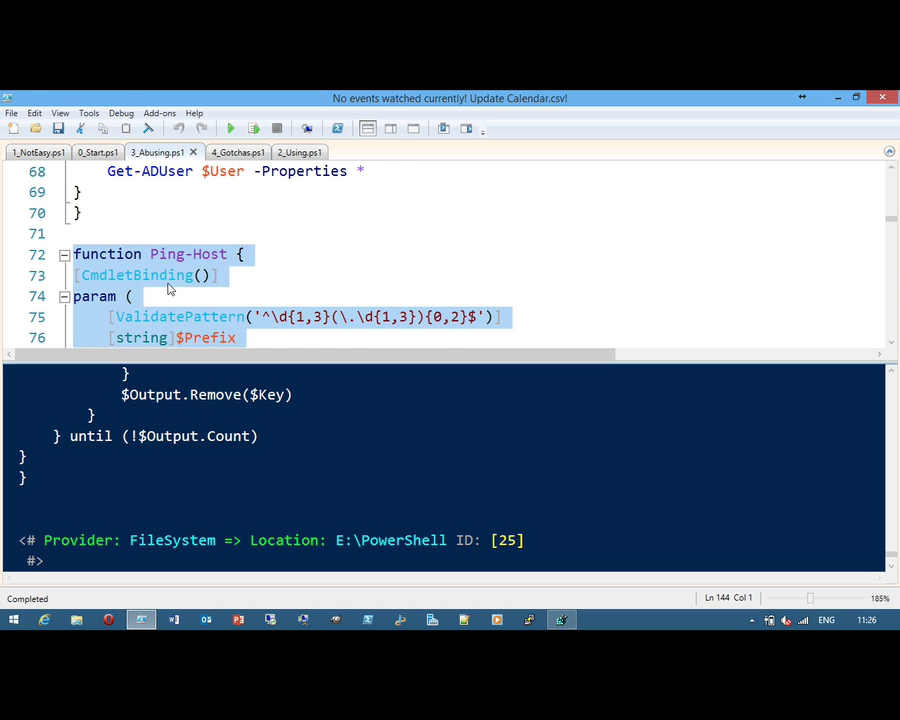 No events watched currently! Update Calendar.csv!
File Edit View Tools Debug Add-ons Help
1_NotEasy.ps1 0_Start.ps1 3_Abusing.ps1 4_Gotchas.ps1 2_Using.ps1
68 Get-ADUser $User -Properties *
69 }
70 }
71
72 function Ping-Host {
73 [CmdletBinding()]
74 param (
75 [ValidatePattern('^\d{1,3}(\.\d{1,3}){0,2}$')]
76 [string]$Prefix
}
$Output.Remove($Key)
}
} until (!$Output.Count)
}
}
<# Provider: FileSystem => Location: E:\PowerShell ID: [25]
#>
Completed
Ln 144 Col 1
185%
ENG
11:26